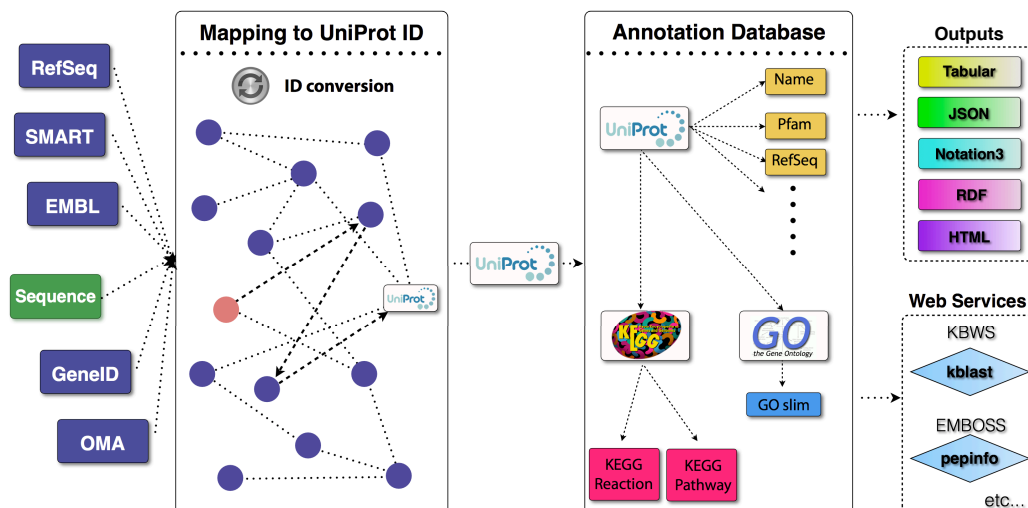 RefSeq
SMART
EMBL
Sequence
GeneID
OMA
Mapping to UniProt ID
ID conversion
UniProt
UniProt
Annotation Database
UniProt
Name
Pfam
RefSeq
KEGG
GO
the Gene Ontology
GO slim
KEGG
Reaction
KEGG
Pathway
Outputs
Tabular
JSON
Notation3
RDF
HTML
Web Services
KBWS
kblast
EMBOSS
pepinfo
etc...